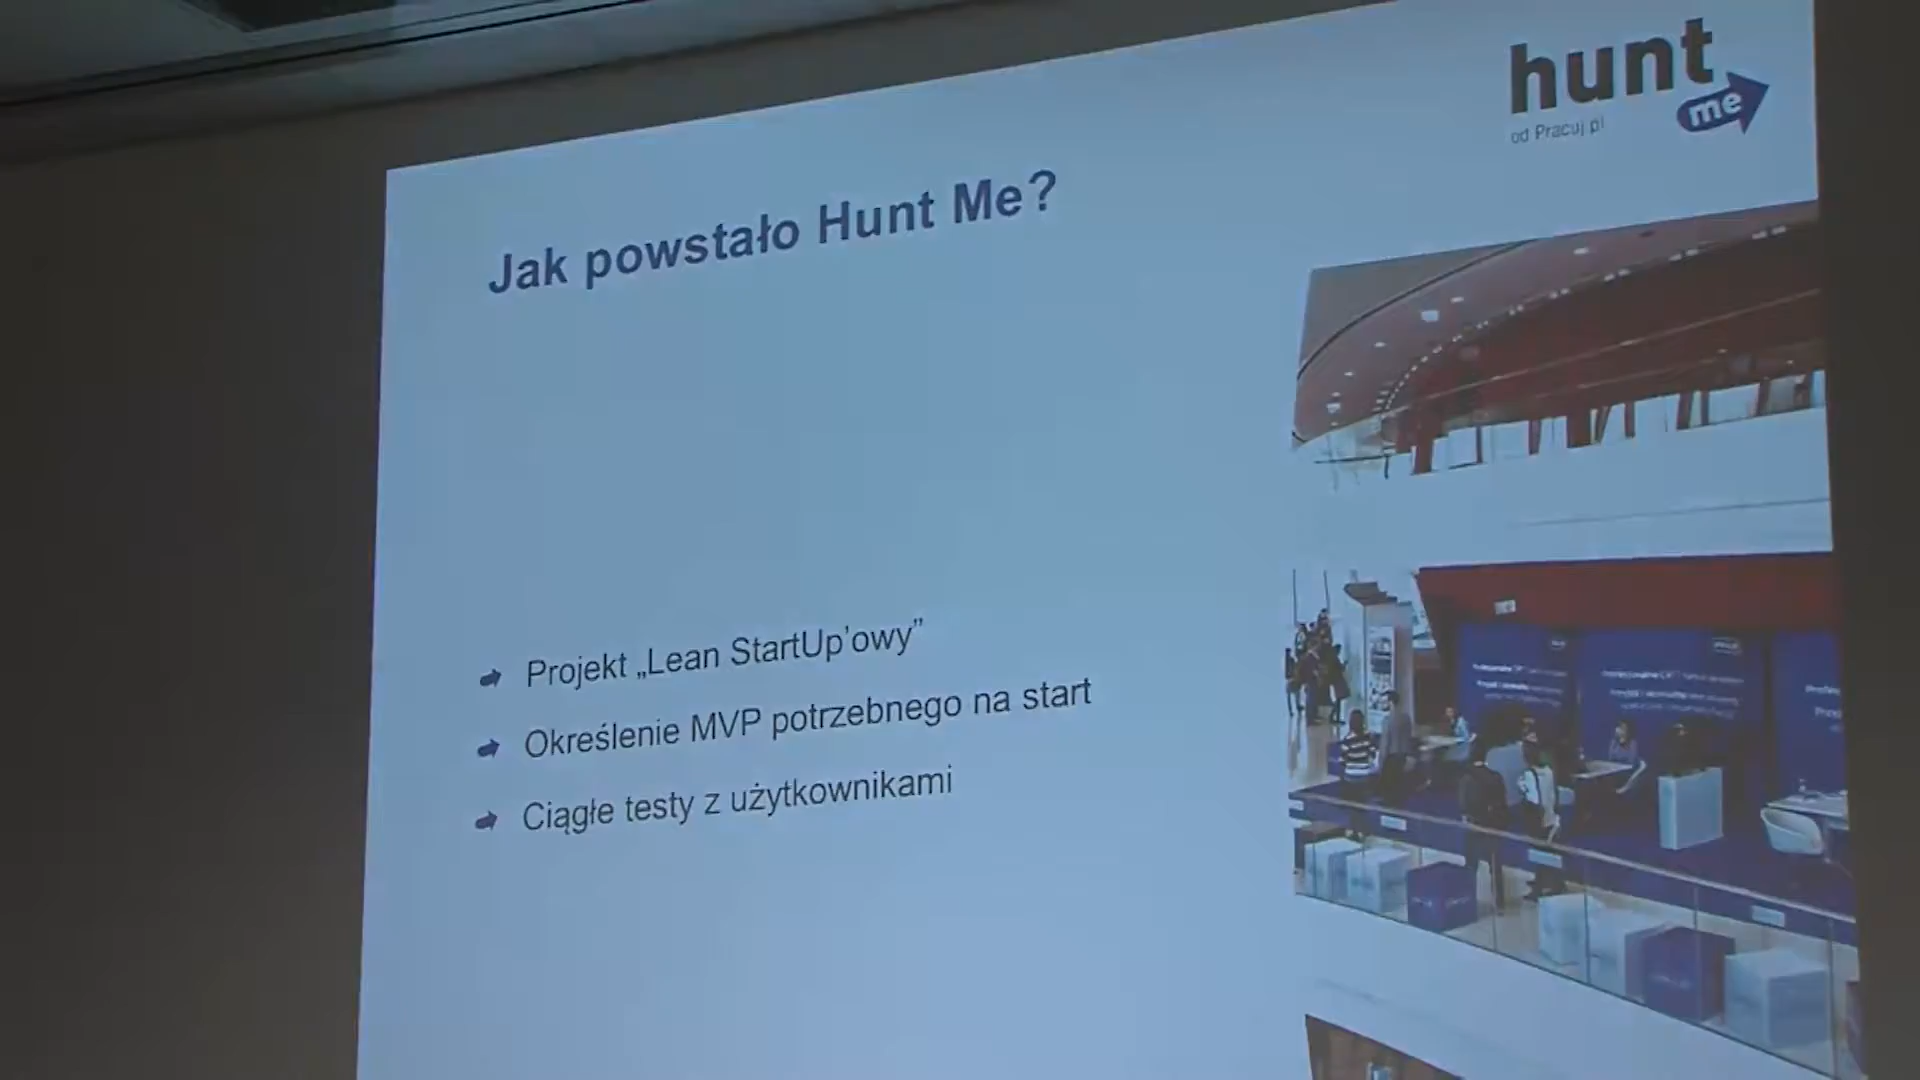 hunt
me
od Pracuj.pl
Jak powstało Hunt Me?
Projekt „Lean StartUp’owy”
Określenie MVP potrzebnego na start
Ciągłe testy z użytkownikami